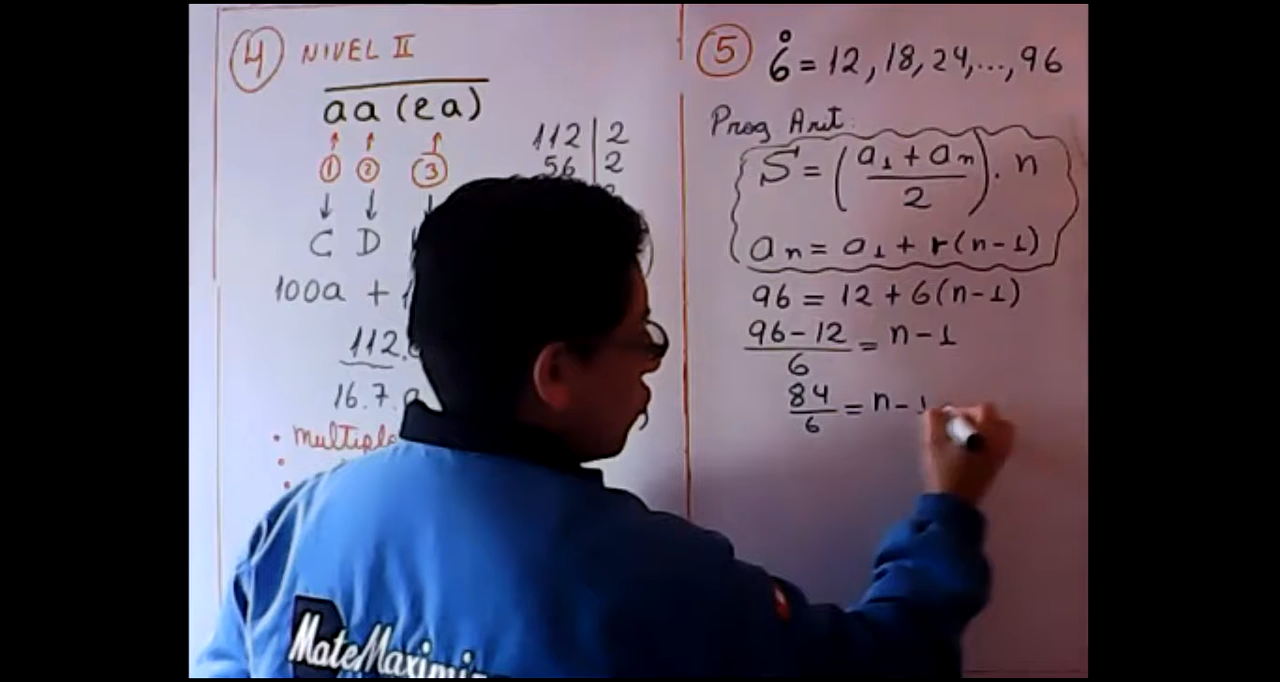 4 NIVEL II
aa(2a)
1 2 3
C D
100a +
112.
16.7.a
• multiplo
112 | 2
56 | 2
5 6̊ = 12, 18, 24, ..., 96
Prog Arit:
S = (a₁ + aₙ / 2) . n
aₙ = a₁ + r(n-1)
96 = 12 + 6(n-1)
96-12 / 6 = n-1
84 / 6 = n-1
MateMaxim